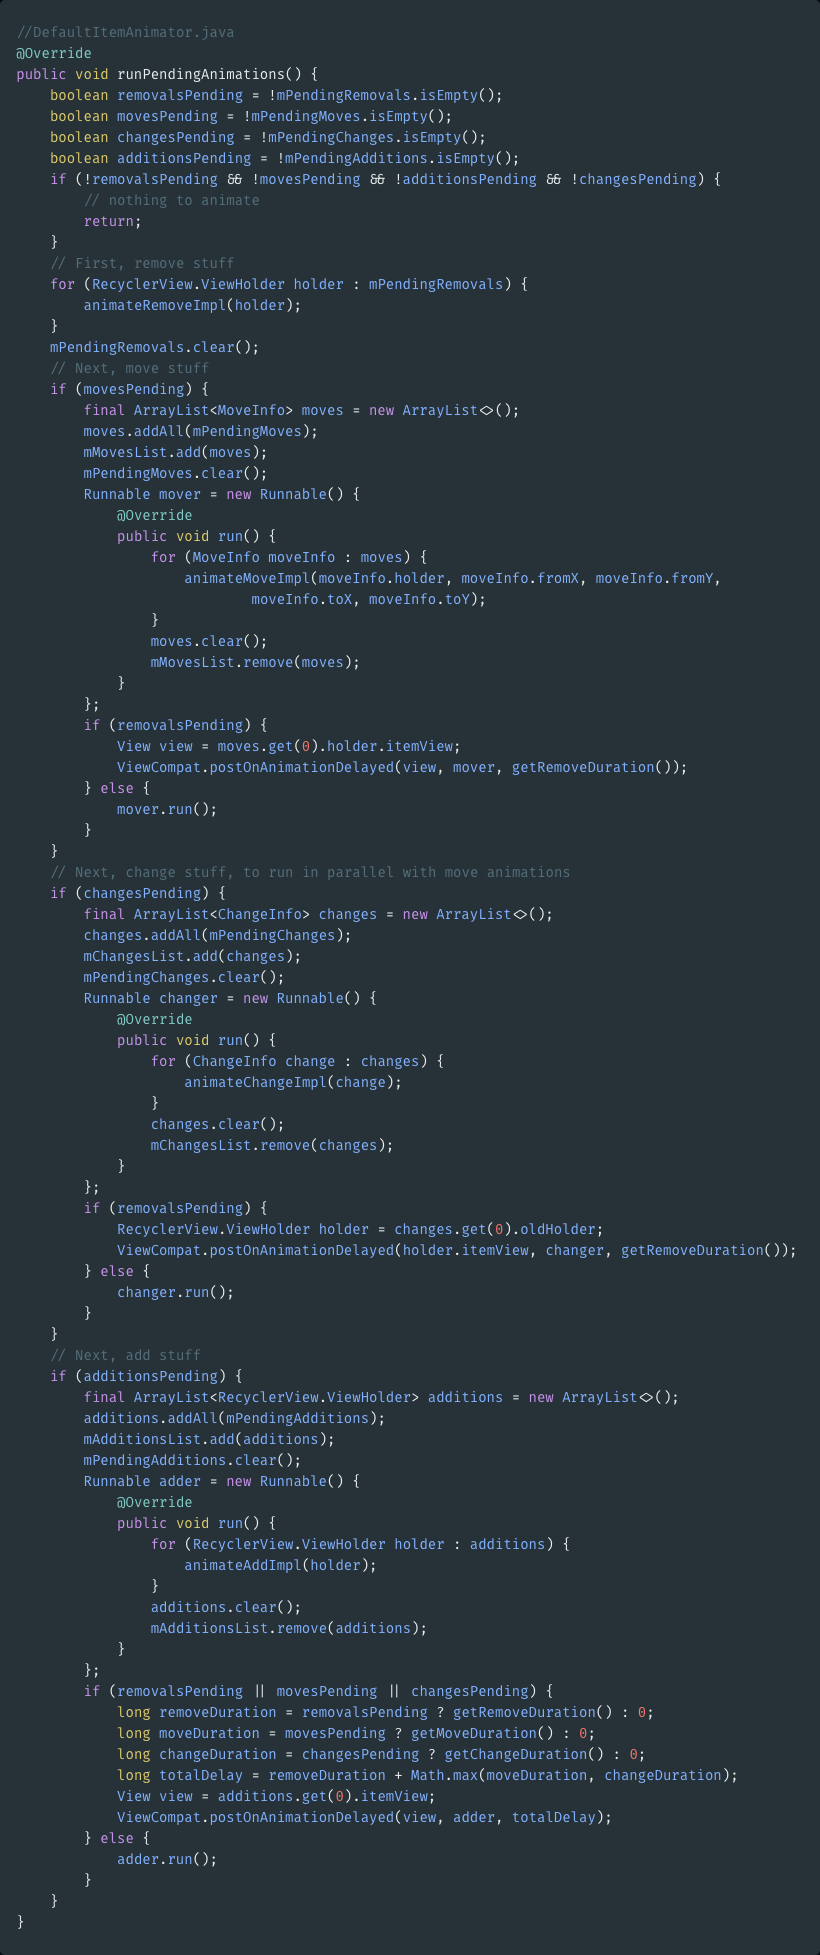 //DefaultItemAnimator.java
@Override
public void runPendingAnimations() {
    boolean removalsPending = !mPendingRemovals.isEmpty();
    boolean movesPending = !mPendingMoves.isEmpty();
    boolean changesPending = !mPendingChanges.isEmpty();
    boolean additionsPending = !mPendingAdditions.isEmpty();
    if (!removalsPending && !movesPending && !additionsPending && !changesPending) {
        // nothing to animate
        return;
    }
    // First, remove stuff
    for (RecyclerView.ViewHolder holder : mPendingRemovals) {
        animateRemoveImpl(holder);
    }
    mPendingRemovals.clear();
    // Next, move stuff
    if (movesPending) {
        final ArrayList<MoveInfo> moves = new ArrayList<>();
        moves.addAll(mPendingMoves);
        mMovesList.add(moves);
        mPendingMoves.clear();
        Runnable mover = new Runnable() {
            @Override
            public void run() {
                for (MoveInfo moveInfo : moves) {
                    animateMoveImpl(moveInfo.holder, moveInfo.fromX, moveInfo.fromY,
                            moveInfo.toX, moveInfo.toY);
                }
                moves.clear();
                mMovesList.remove(moves);
            }
        };
        if (removalsPending) {
            View view = moves.get(0).holder.itemView;
            ViewCompat.postOnAnimationDelayed(view, mover, getRemoveDuration());
        } else {
            mover.run();
        }
    }
    // Next, change stuff, to run in parallel with move animations
    if (changesPending) {
        final ArrayList<ChangeInfo> changes = new ArrayList<>();
        changes.addAll(mPendingChanges);
        mChangesList.add(changes);
        mPendingChanges.clear();
        Runnable changer = new Runnable() {
            @Override
            public void run() {
                for (ChangeInfo change : changes) {
                    animateChangeImpl(change);
                }
                changes.clear();
                mChangesList.remove(changes);
            }
        };
        if (removalsPending) {
            RecyclerView.ViewHolder holder = changes.get(0).oldHolder;
            ViewCompat.postOnAnimationDelayed(holder.itemView, changer, getRemoveDuration());
        } else {
            changer.run();
        }
    }
    // Next, add stuff
    if (additionsPending) {
        final ArrayList<RecyclerView.ViewHolder> additions = new ArrayList<>();
        additions.addAll(mPendingAdditions);
        mAdditionsList.add(additions);
        mPendingAdditions.clear();
        Runnable adder = new Runnable() {
            @Override
            public void run() {
                for (RecyclerView.ViewHolder holder : additions) {
                    animateAddImpl(holder);
                }
                additions.clear();
                mAdditionsList.remove(additions);
            }
        };
        if (removalsPending || movesPending || changesPending) {
            long removeDuration = removalsPending ? getRemoveDuration() : 0;
            long moveDuration = movesPending ? getMoveDuration() : 0;
            long changeDuration = changesPending ? getChangeDuration() : 0;
            long totalDelay = removeDuration + Math.max(moveDuration, changeDuration);
            View view = additions.get(0).itemView;
            ViewCompat.postOnAnimationDelayed(view, adder, totalDelay);
        } else {
            adder.run();
        }
    }
}